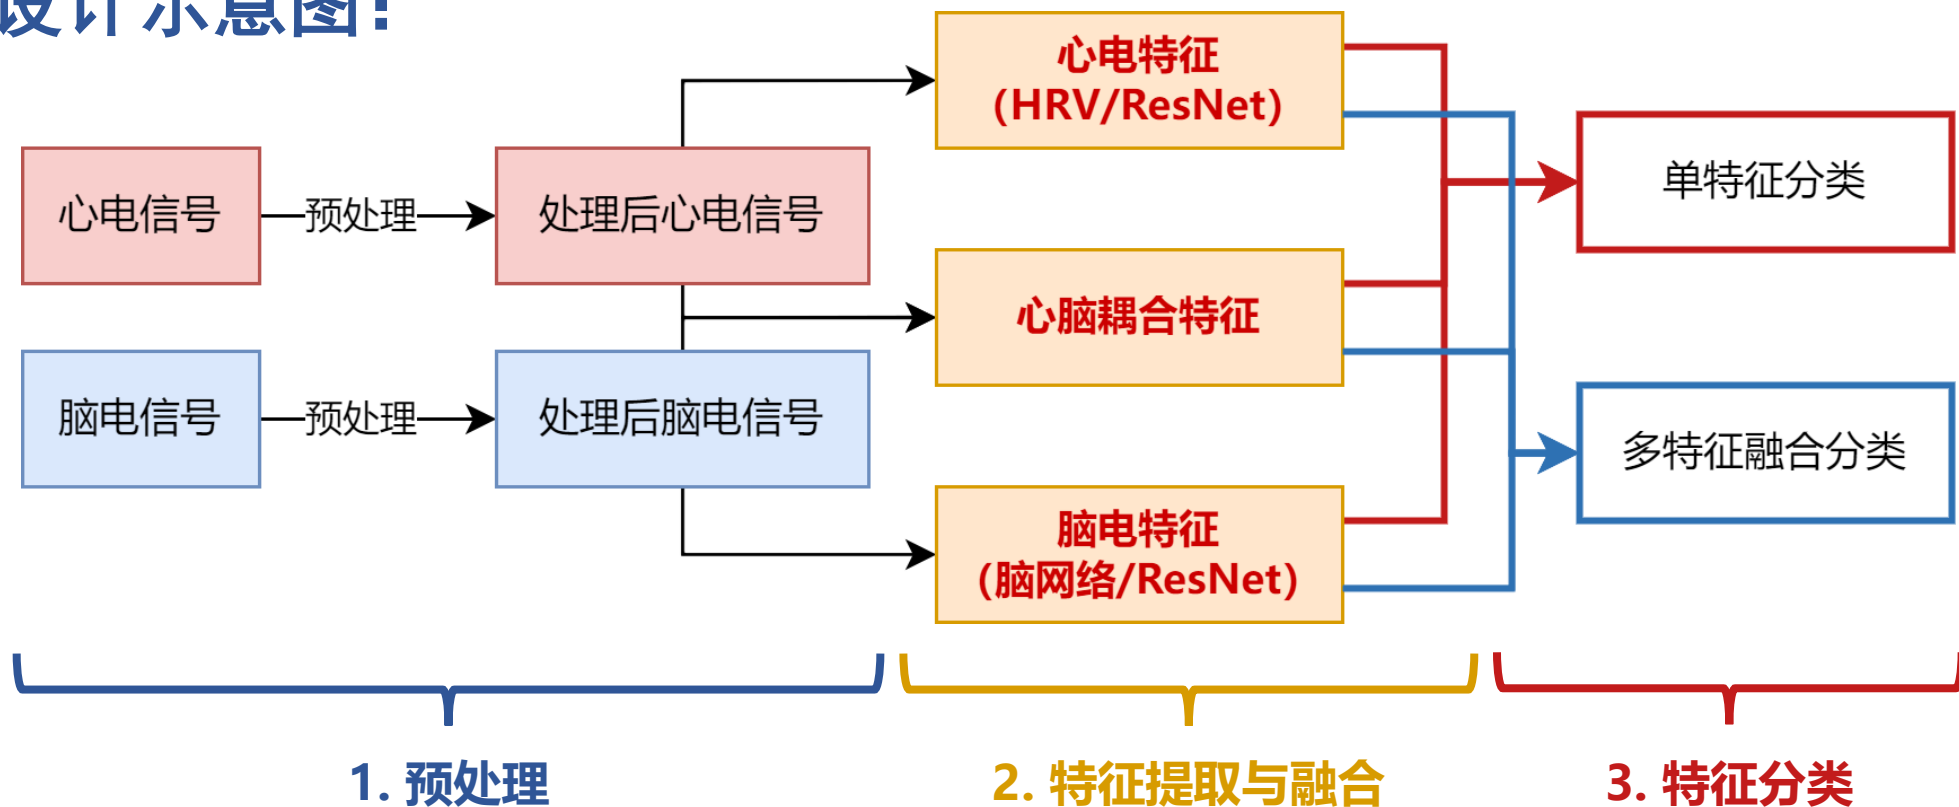 设计示意图：
心电特征
（HRV/ResNet）
心电信号
预处理
处理后心电信号
单特征分类
心脑耦合特征
脑电信号
预处理
处理后脑电信号
多特征融合分类
脑电特征
（脑网络/ResNet）
1. 预处理
2. 特征提取与融合
3. 特征分类